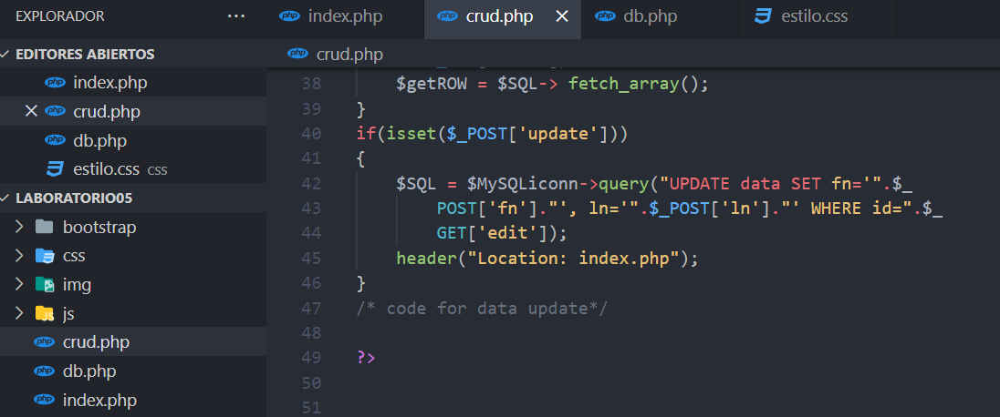 EXPLORADOR
EDITORES ABIERTOS
index.php
crud.php
db.php
estilo.css css
LABORATORIO05
bootstrap
css
img
js
crud.php
db.php
index.php
index.php crud.php db.php estilo.css
crud.php
38 $getROW = $SQL-> fetch_array();
39 }
40 if(isset($_POST['update']))
41 {
42 $SQL = $MySQLiconn->query("UPDATE data SET fn='".$_
43 POST['fn']."', ln='".$_POST['ln']."' WHERE id=".$_
44 GET['edit']);
45 header("Location: index.php");
46 }
47 /* code for data update*/
48
49 ?>
50
51